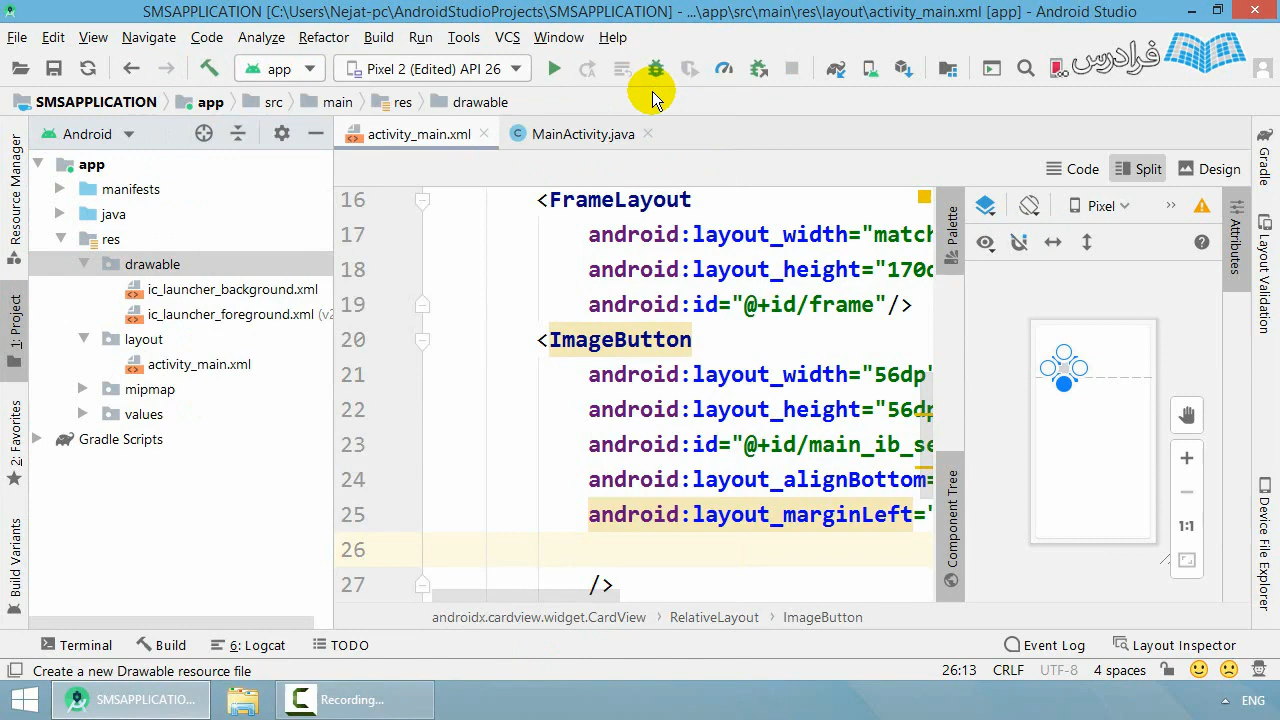 SMSAPPLICATION [C:\Users\Nejat-pc\AndroidStudioProjects\SMSAPPLICATION] - ...\app\src\main\res\layout\activity_main.xml [app] - Android Studio
File Edit View Navigate Code Analyze Refactor Build Run Tools VCS Window Help
app Pixel 2 (Edited) API 26
فرادرس
SMSAPPLICATION app src main res drawable
Android
activity_main.xml MainActivity.java
Code Split Design
app
manifests
java
res
drawable
ic_launcher_background.xml
ic_launcher_foreground.xml (v2
layout
activity_main.xml
mipmap
values
Gradle Scripts
Resource Manager
1: Project
2: Favorites
Build Variants
16 <FrameLayout
17 android:layout_width="match
18 android:layout_height="170d
19 android:id="@+id/frame"/>
20 <ImageButton
21 android:layout_width="56dp"
22 android:layout_height="56dp
23 android:id="@+id/main_ib_se
24 android:layout_alignBottom=
25 android:layout_marginLeft="
26
27 />
Palette
Component Tree
Pixel
1:1
Attributes
Gradle
Layout Validation
Device File Explorer
androidx.cardview.widget.CardView RelativeLayout ImageButton
Terminal Build 6: Logcat TODO Event Log Layout Inspector
Create a new Drawable resource file 26:13 CRLF UTF-8 4 spaces
SMSAPPLICATIO... Recording... ENG